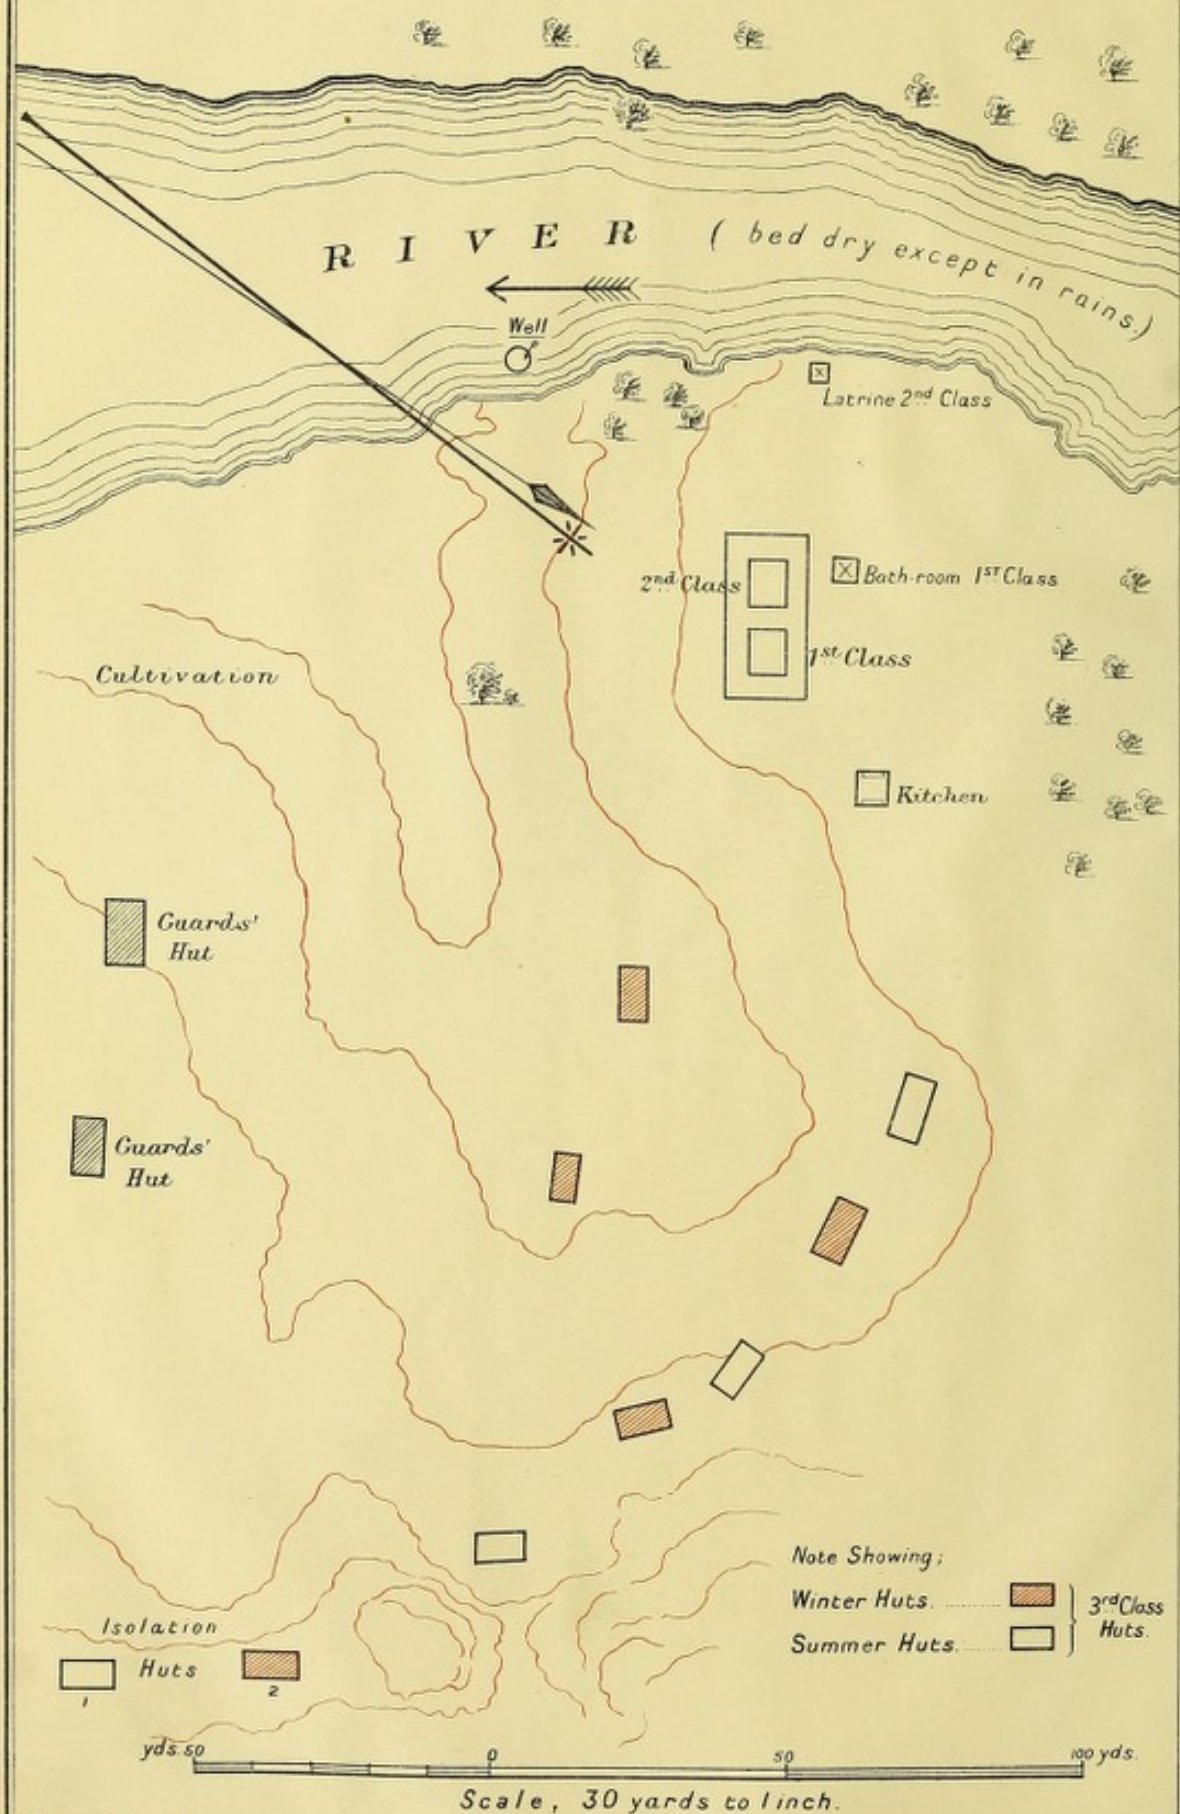 RIVER (bed dry except in rains.)
Well
Latrine 2nd Class
2nd Class
Bath-room 1ST Class
1st Class
Cultivation
Kitchen
Guards'
Hut
Guards'
Hut
Note Showing;
Winter Huts.
Summer Huts.
3rd Class
Huts.
Isolation
Huts
1
2
yds. 50 0 50 100 yds.
Scale, 30 yards to 1 inch.